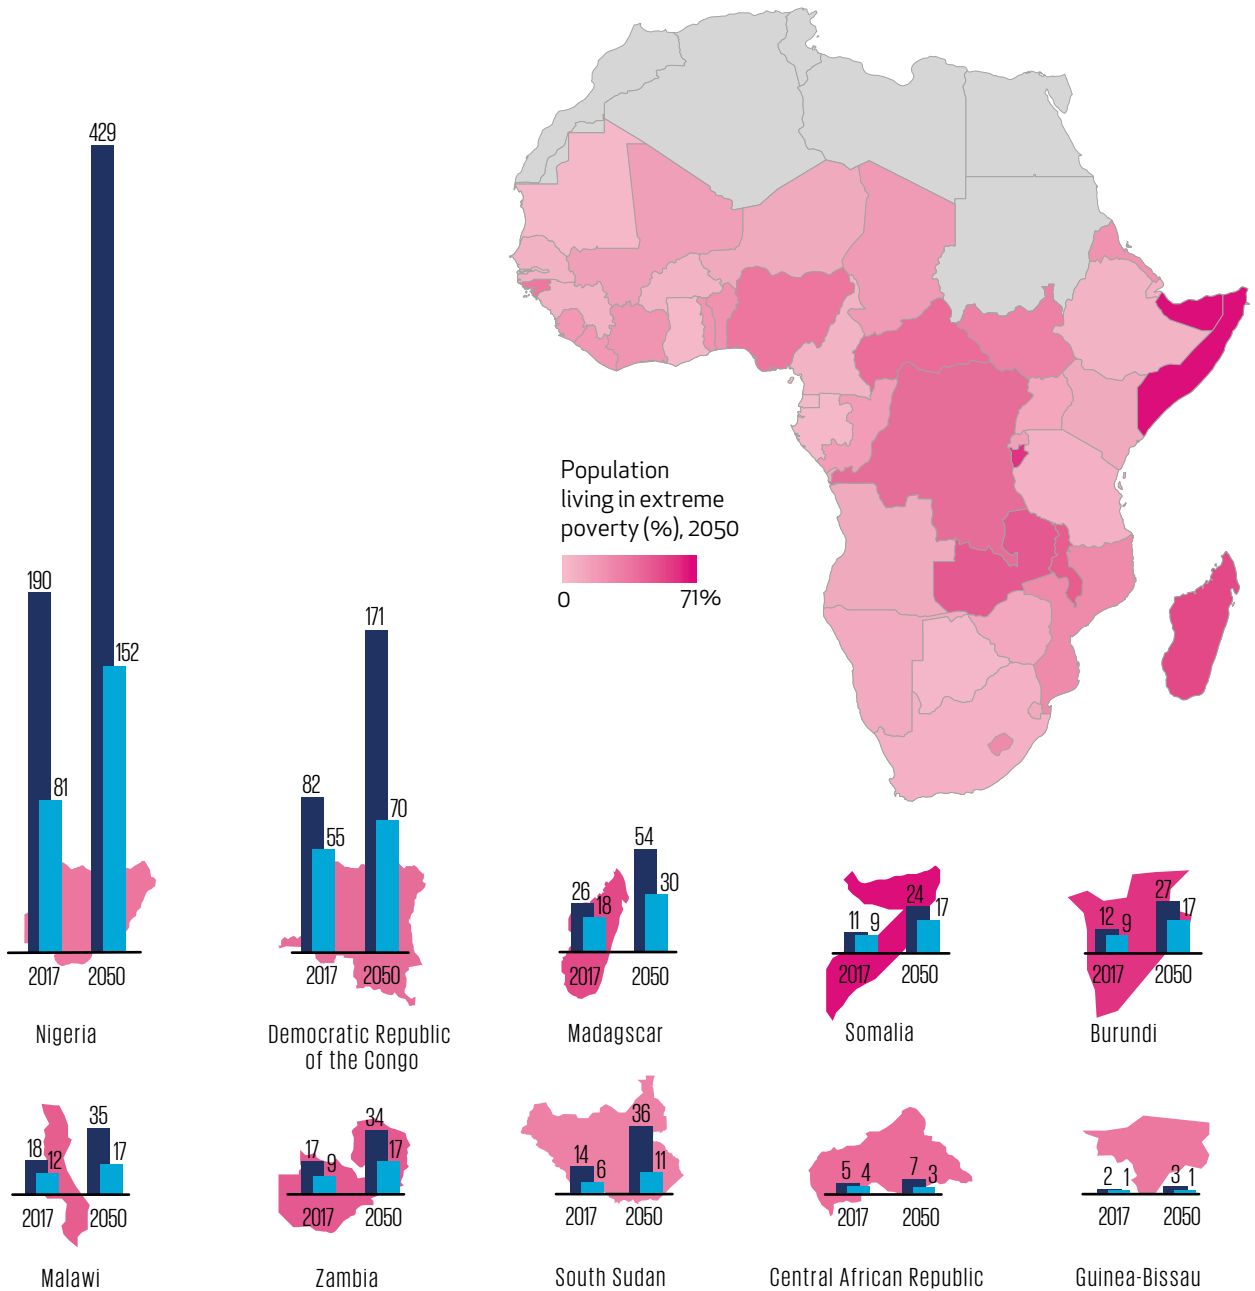 Population
living in extreme
poverty (%), 2050
0 71%
429
190
152
81
2017 2050
Nigeria
171
82
70
55
2017 2050
Democratic Republic
of the Congo
54
26
30
18
2017 2050
Madagscar
24
11 9 17
2017 2050
Somalia
27
12 9 17
2017 2050
Burundi
35
18
17
12
2017 2050
Malawi
34
17
17
9
2017 2050
Zambia
36
14
11
6
2017 2050
South Sudan
5 4 7 3
2017 2050
Central African Republic
2 1 3 1
2017 2050
Guinea-Bissau